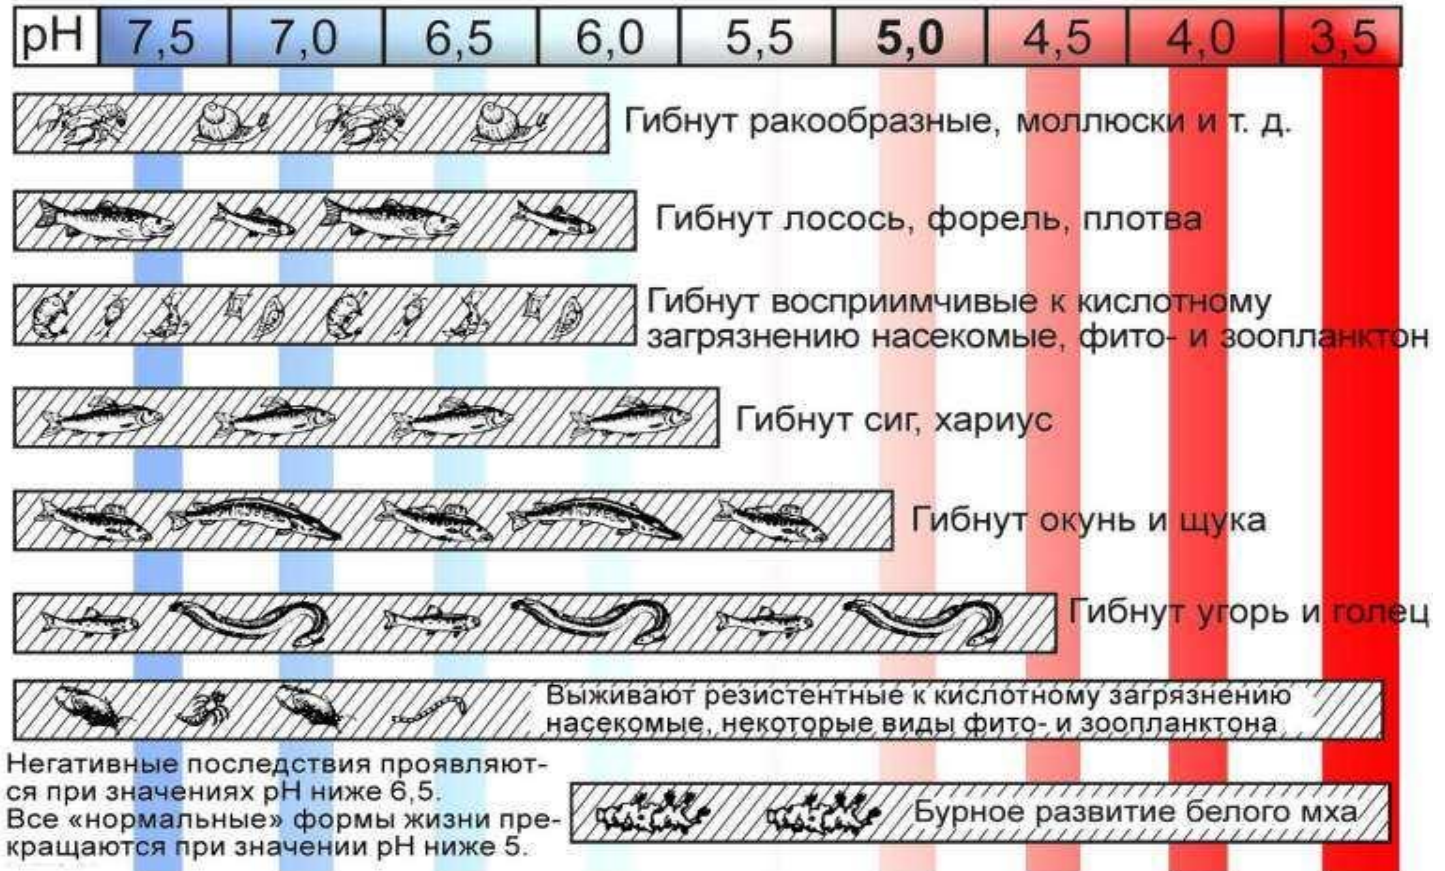 pH 7,5 7,0 6,5 6,0 5,5 5,0 4,5 4,0 3,5
Гибнут ракообразные, моллюски и т. д.
Гибнут лосось, форель, плотва
Гибнут восприимчивые к кислотному
загрязнению насекомые, фито- и зоопланктон
Гибнут сиг, хариус
Гибнут окунь и щука
Гибнут угорь и голец
Выживают резистентные к кислотному загрязнению
насекомые, некоторые виды фито- и зоопланктона
Негативные последствия проявляют-
ся при значениях pH ниже 6,5.
Все «нормальные» формы жизни пре-
кращаются при значении pH ниже 5.
Бурное развитие белого мха